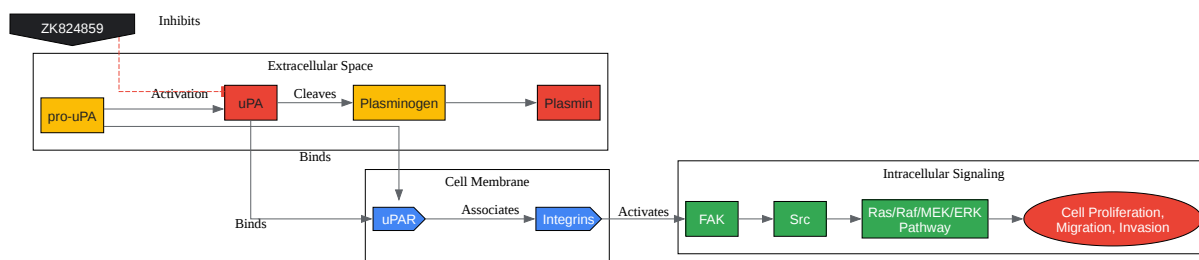 ZK824859
Inhibits
Extracellular Space
pro-uPA
Activation
uPA
Cleaves
Plasminogen
Plasmin
Binds
Binds
Cell Membrane
uPAR
Associates
Integrins
Activates
Intracellular Signaling
FAK
Src
Ras/Raf/MEK/ERK
Pathway
Cell Proliferation,
Migration, Invasion